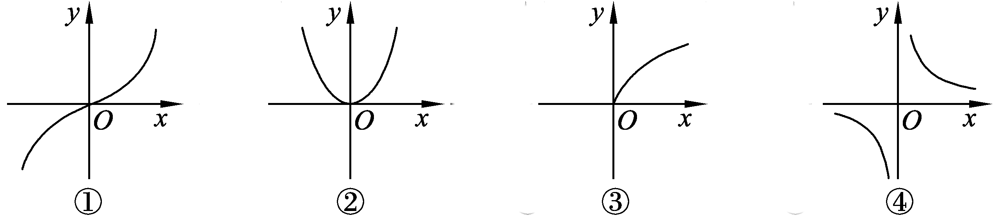 y y y y
O x O x O x O x
① ② ③ ④